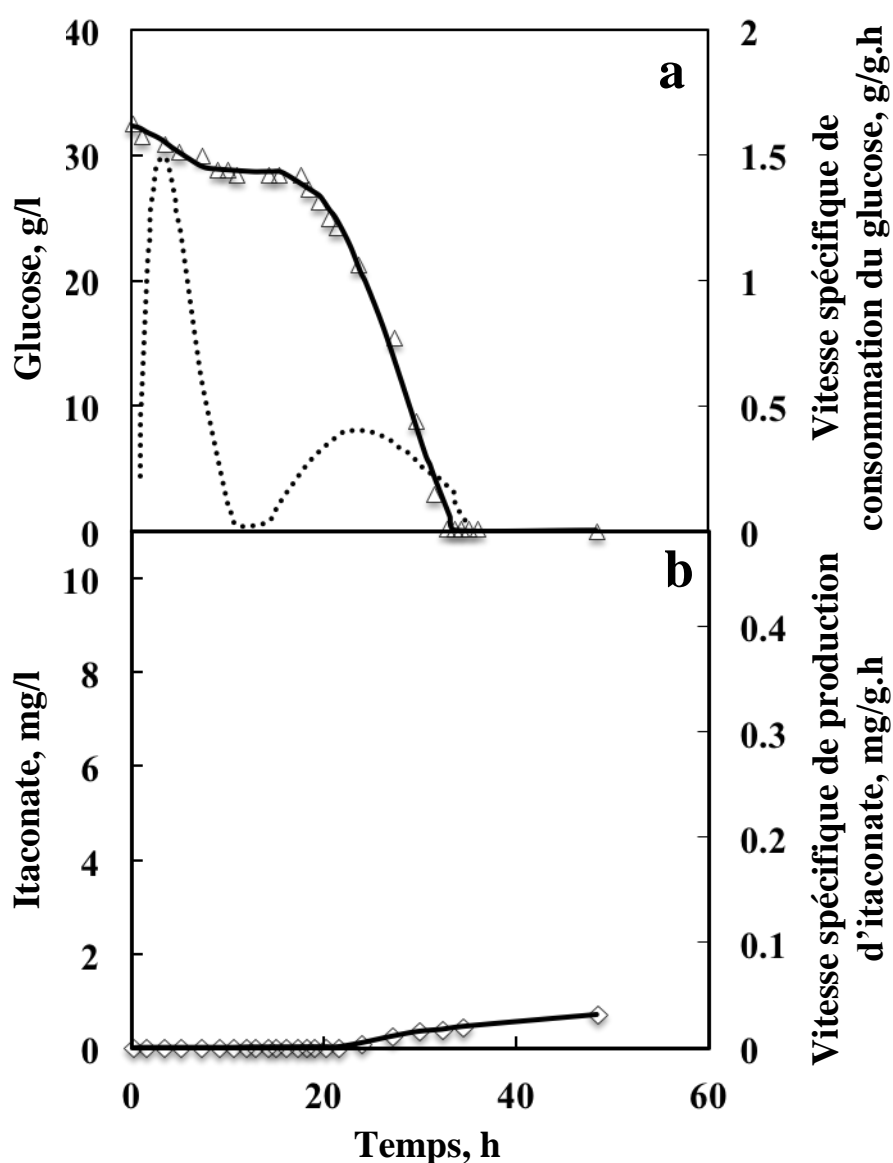 a
Glucose, g/l
40
30
20
10
0
2
1.5
1
0.5
0
Vitesse spécifique de
consommation du glucose, g/g.h
b
Itaconate, mg/l
10
8
6
4
2
0
0.4
0.3
0.2
0.1
0
Vitesse spécifique de production
d’itaconate, mg/g.h
0
20
40
60
Temps, h